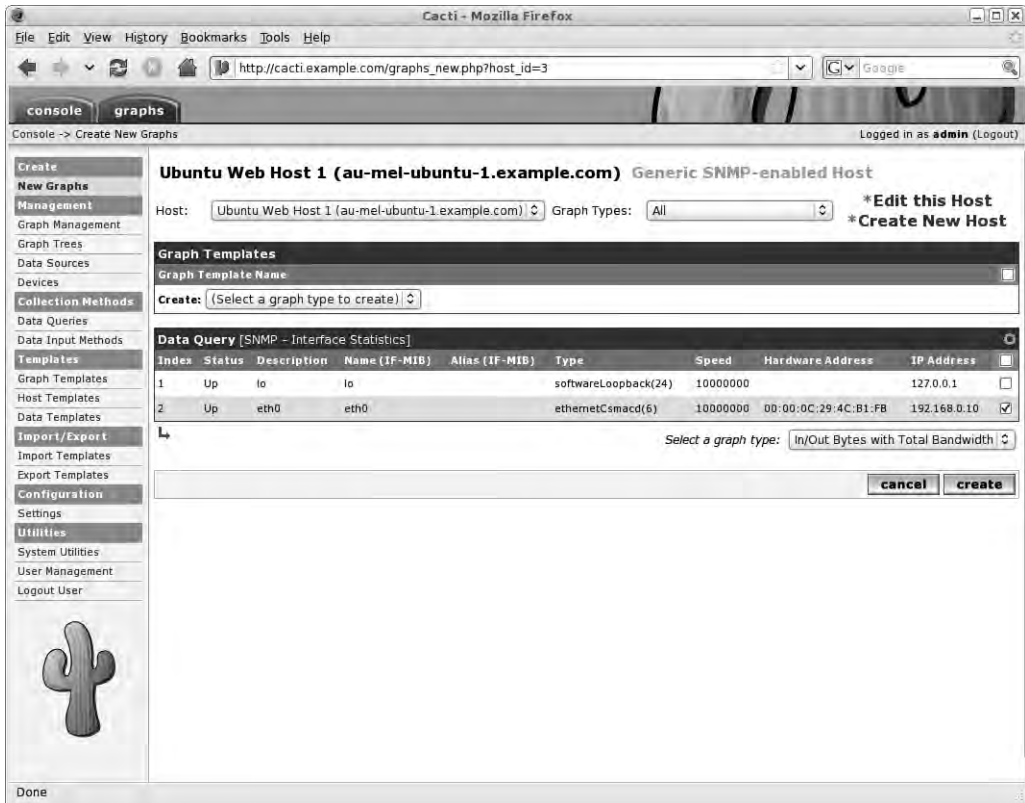 Cacti - Mozilla Firefox
File Edit View History Bookmarks Tools Help
http://cacti.example.com/graphs_new.php?host_id=3
G Google
console graphs
Console -> Create New Graphs
Logged in as admin (Logout)
Create
New Graphs
Management
Graph Management
Graph Trees
Data Sources
Devices
Collection Methods
Data Queries
Data Input Methods
Templates
Graph Templates
Host Templates
Data Templates
Import/Export
Import Templates
Export Templates
Configuration
Settings
Utilities
System Utilities
User Management
Logout User
Ubuntu Web Host 1 (au-mel-ubuntu-1.example.com) Generic SNMP-enabled Host
Host: Ubuntu Web Host 1 (au-mel-ubuntu-1.example.com) Graph Types: All
*Edit this Host
*Create New Host
Graph Templates
Graph Template Name
Create: (Select a graph type to create)
Data Query [SNMP - Interface Statistics]
Index Status Description Name (IF-MIB) Alias (IF-MIB) Type Speed Hardware Address IP Address
1 Up lo lo softwareLoopback(24) 10000000 127.0.0.1
2 Up eth0 eth0 ethernetCsmacd(6) 10000000 00:00:0C:29:4C:B1:FB 192.168.0.10
Select a graph type: In/Out Bytes with Total Bandwidth
cancel create
Done